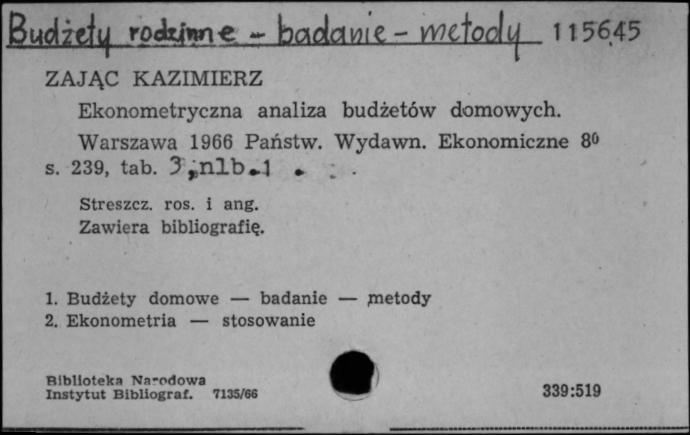 Budżety rodzinne - badanie - metody 115645
ZAJĄC KAZIMIERZ
Ekonometryczna analiza budżetów domowych.
Warszawa 1966 Państw. Wydawn. Ekonomiczne 8⁰
s. 239, tab. 3, nlb.1.
Streszcz. ros. i ang.
Zawiera bibliografię.
1. Budżety domowe — badanie — metody
2. Ekonometria — stosowanie
Biblioteka Narodowa
Instytut Bibliograf. 7135/66
339:519